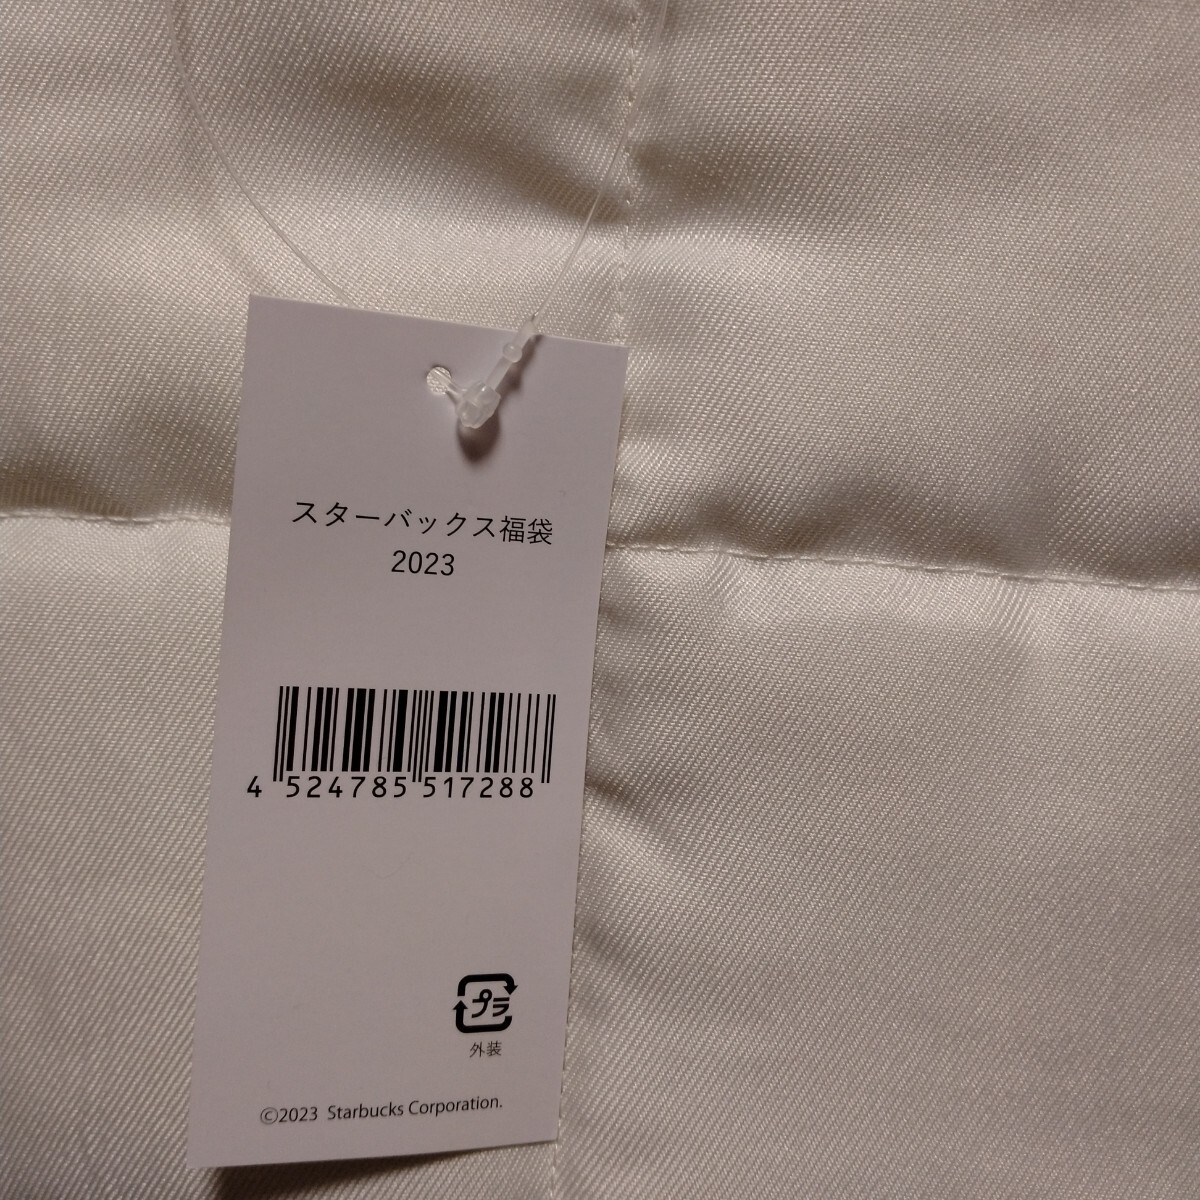 スターバックス福袋
2023
4 524785 517288
プラ
外装
©2023 Starbucks Corporation.